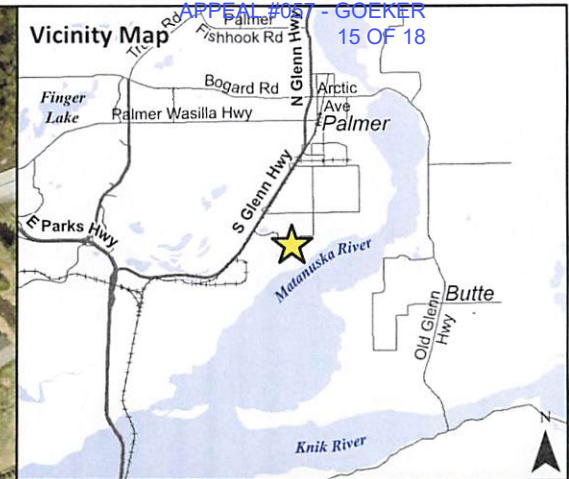 APPEAL #057 - GOEKER
15 OF 18
Vicinity Map
Palmer
Fishhook Rd
N Glenn Hwy
Bogard Rd
Arctic
Ave
Finger
Lake
Palmer Wasilla Hwy
Palmer
S Glenn Hwy
E Parks Hwy
Matanuska River
Butte
Old Glenn
Hwy
Knik River
N